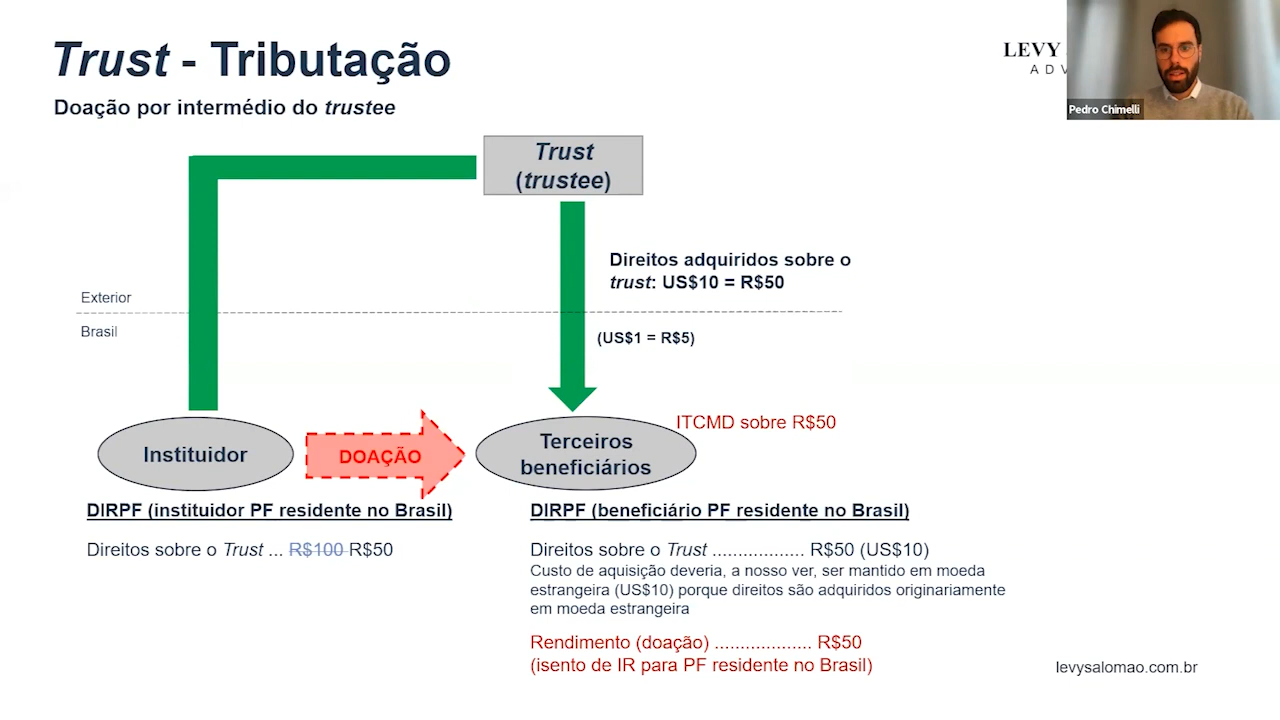 Trust - Tributação
LEVY
ADV
Pedro Chimelli
Doação por intermédio do trustee
Trust
(trustee)
Direitos adquiridos sobre o
trust: US$10 = R$50
Exterior
Brasil
(US$1 = R$5)
ITCMD sobre R$50
Instituidor
DOAÇÃO
Terceiros
beneficiários
DIRPF (instituidor PF residente no Brasil)
Direitos sobre o Trust ... R$100 R$50
DIRPF (beneficiário PF residente no Brasil)
Direitos sobre o Trust .................. R$50 (US$10)
Custo de aquisição deveria, a nosso ver, ser mantido em moeda
estrangeira (US$10) porque direitos são adquiridos originariamente
em moeda estrangeira
Rendimento (doação) ................... R$50
(isento de IR para PF residente no Brasil)
levysalomao.com.br